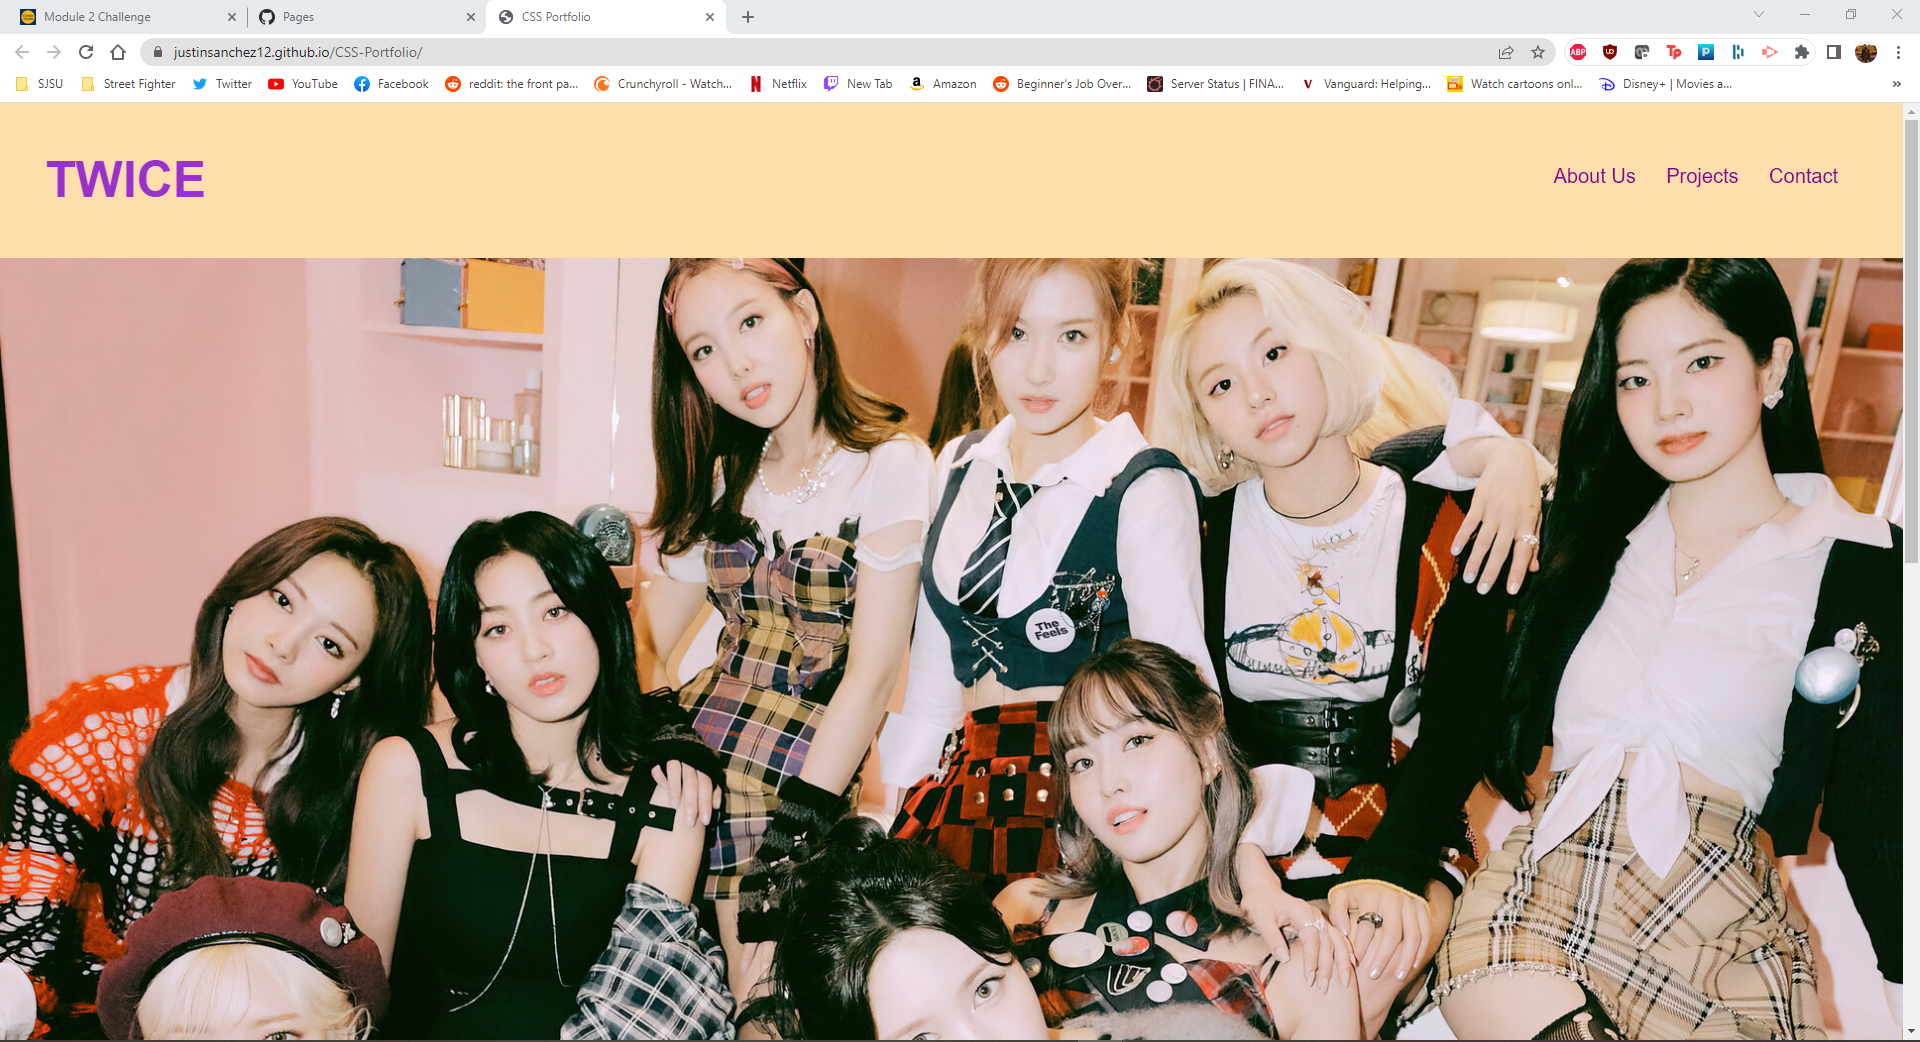 Module 2 Challenge
Pages
CSS Portfolio
justinsanchez12.github.io/CSS-Portfolio/
ABP
Tp
P
SJSU
Street Fighter
Twitter
YouTube
Facebook
reddit: the front pa...
Crunchyroll - Watch...
Netflix
New Tab
Amazon
Beginner's Job Over...
Server Status | FINA...
Vanguard: Helping...
Watch cartoons onl...
Disney+ | Movies a...
TWICE
About Us
Projects
Contact
The
Feels